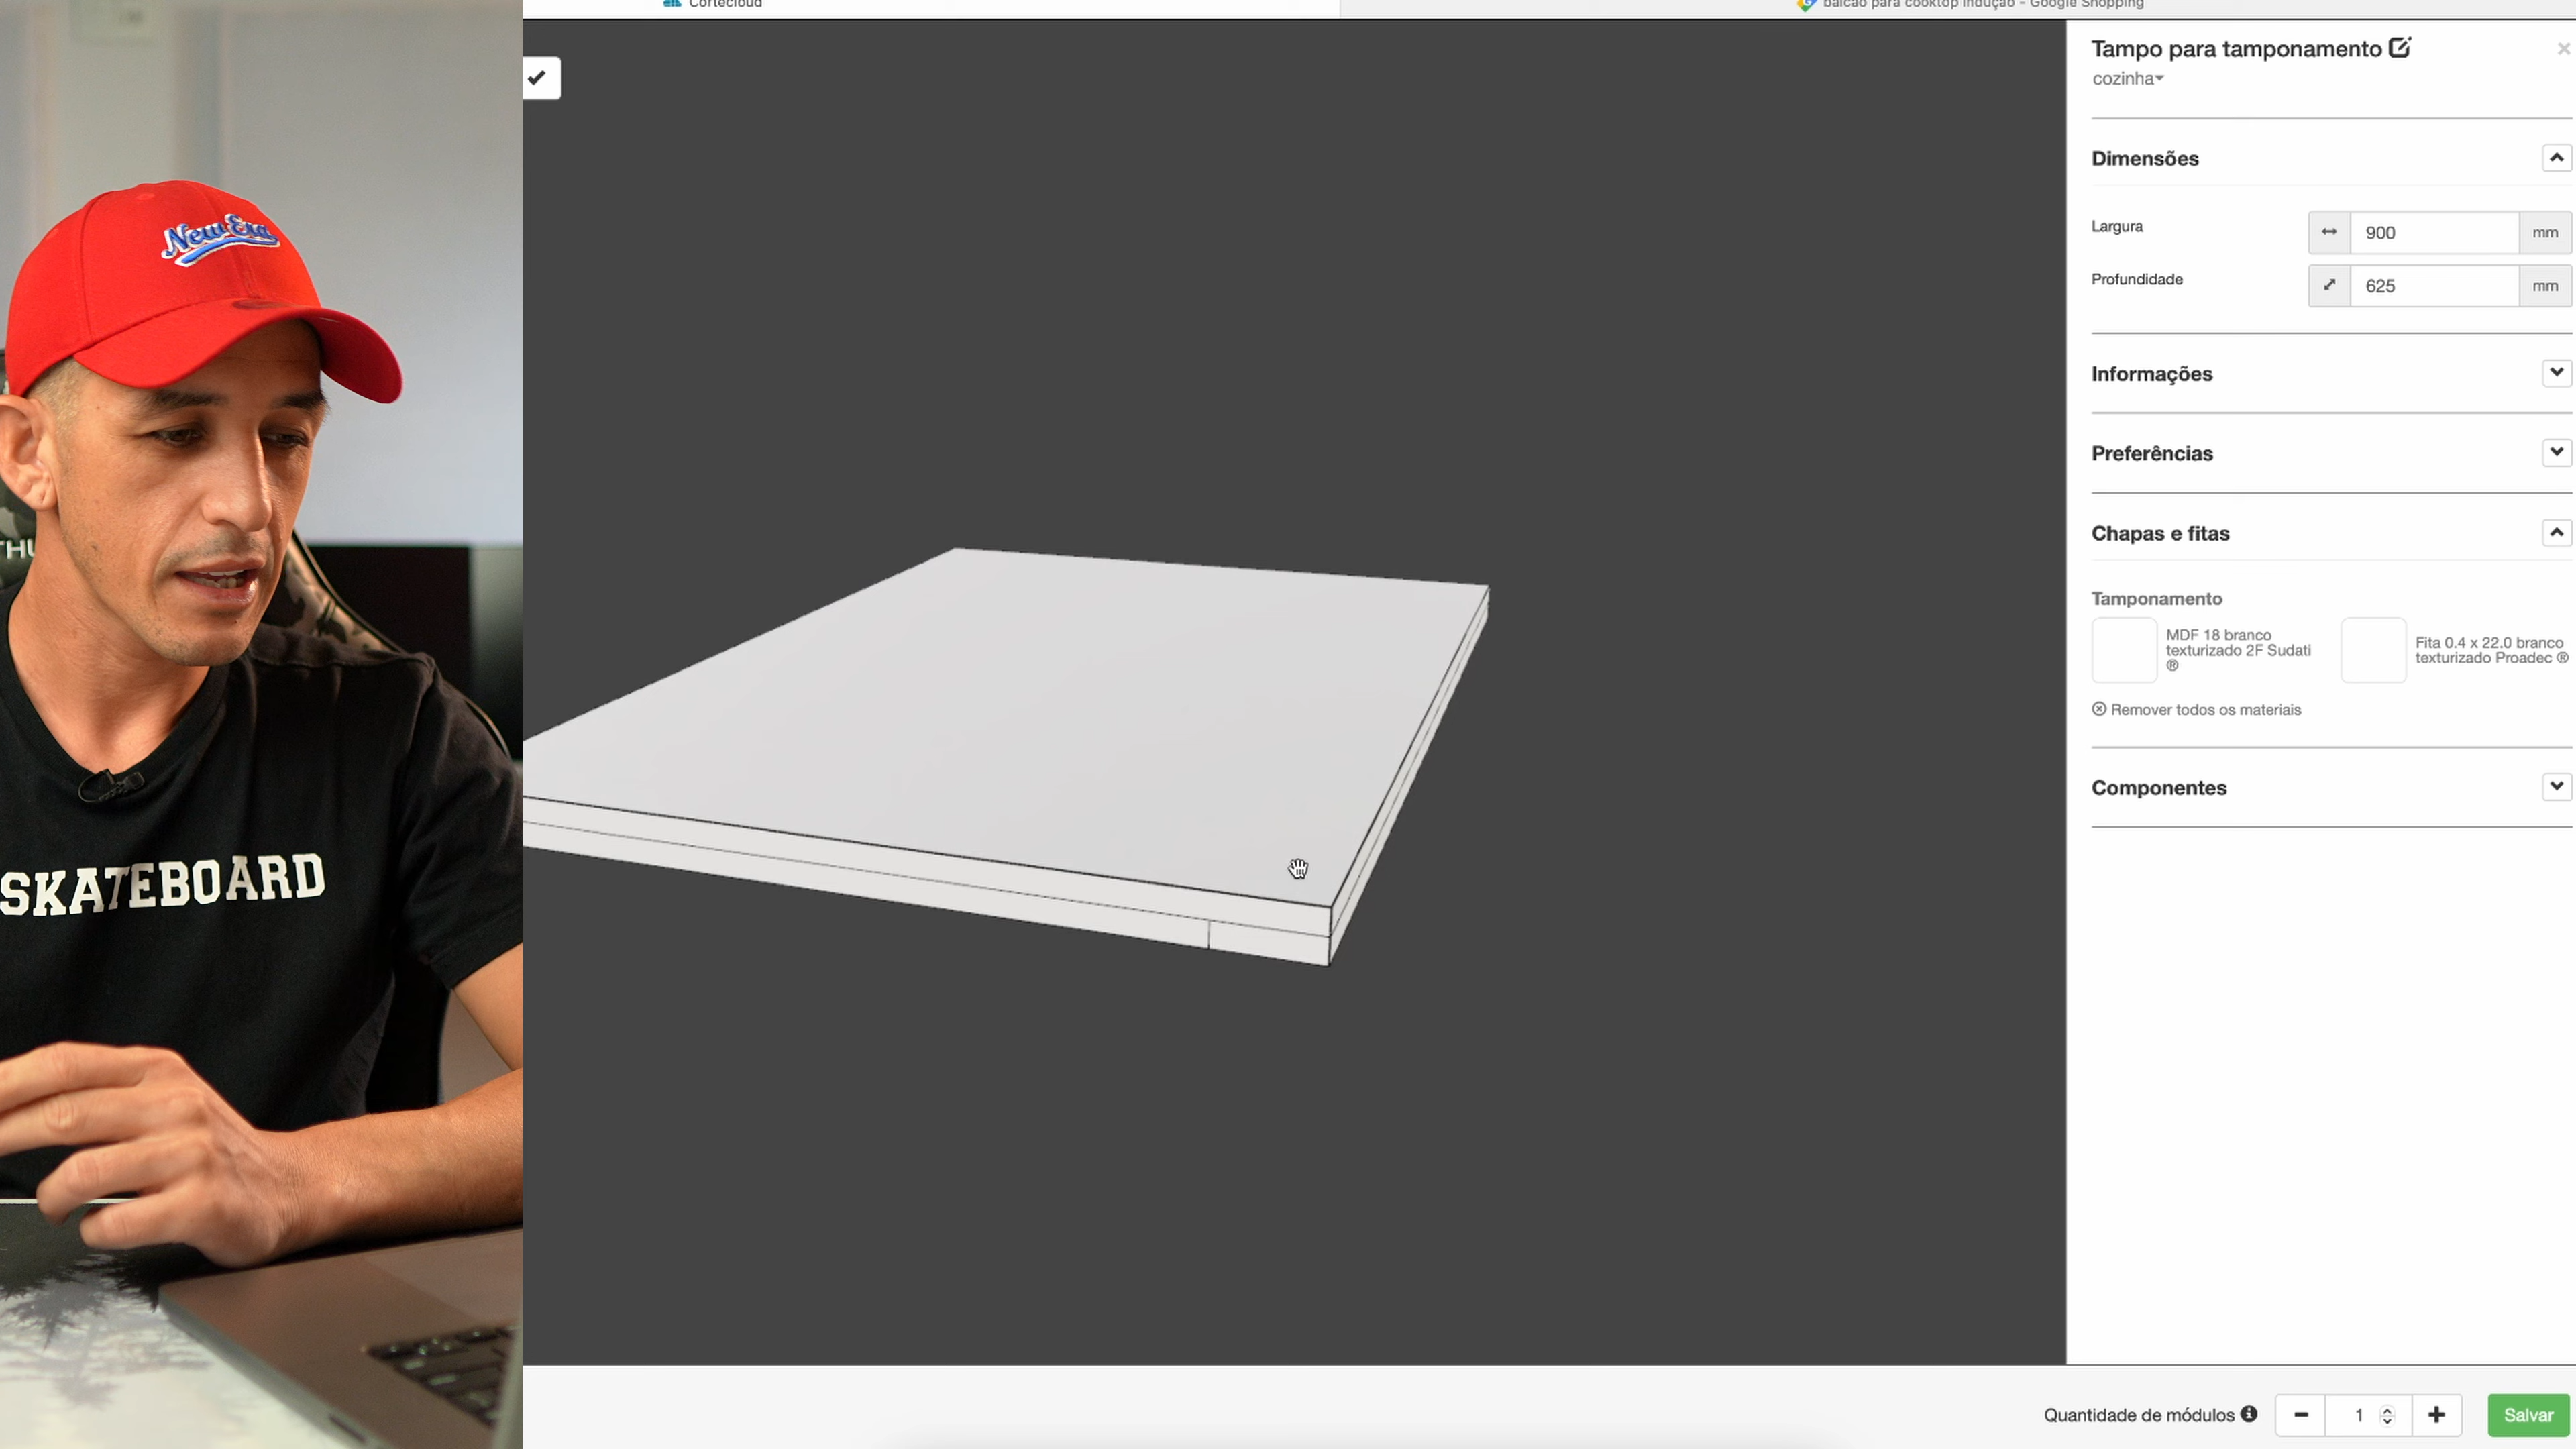 Cortecloud
balcão para cooktop indução - Google Shopping
Tampo para tamponamento
cozinha
Dimensões
Largura
900
mm
Profundidade
625
mm
Informações
Preferências
Chapas e fitas
Tamponamento
MDF 18 branco
texturizado 2F Sudati
®
Fita 0.4 x 22.0 branco
texturizado Proadec ®
Remover todos os materiais
Componentes
New Era
SKATEBOARD
Quantidade de módulos
1
Salvar